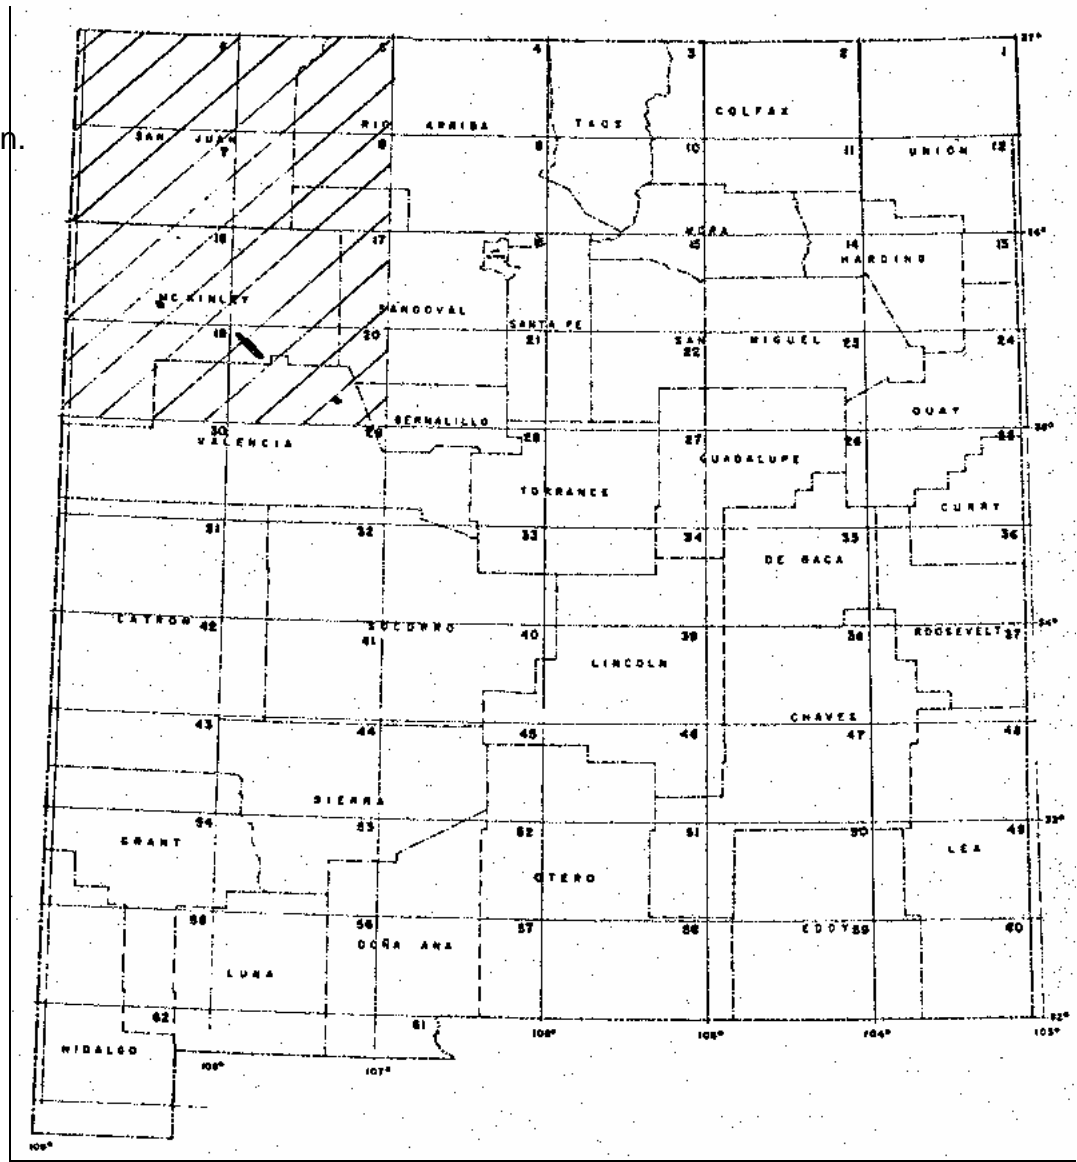 6 5 4 3 2 1 37°
COLFAX
RIO ARRIBA TAOS
n. SAN JUAN
7 8 9 10 11 UNION 12
MORA
16 17 15 14 13 36°
HARDING
MC KINLEY
SANDOVAL
SANTA FE
19 20 21 SAN MIGUEL 23 24
22
QUAY
BERNALILLO
30 29 28 27 26 25 35°
VALENCIA
GUADALUPE
TORRANCE
CURRY
31 32 33 34 35 36
DE BACA
CATRON 42 SOCORRO 40 39 38 ROOSEVELT 37 34°
41
LINCOLN
CHAVES
43 44 45 46 47 48
SIERRA
54 53 52 51 50 49 33°
GRANT
LEA
OTERO
55 56 57 58 EDDY 59 60
DOÑA ANA
LUNA
62 61 32°
106° 105° 104° 103°
HIDALGO
108° 107°
109°